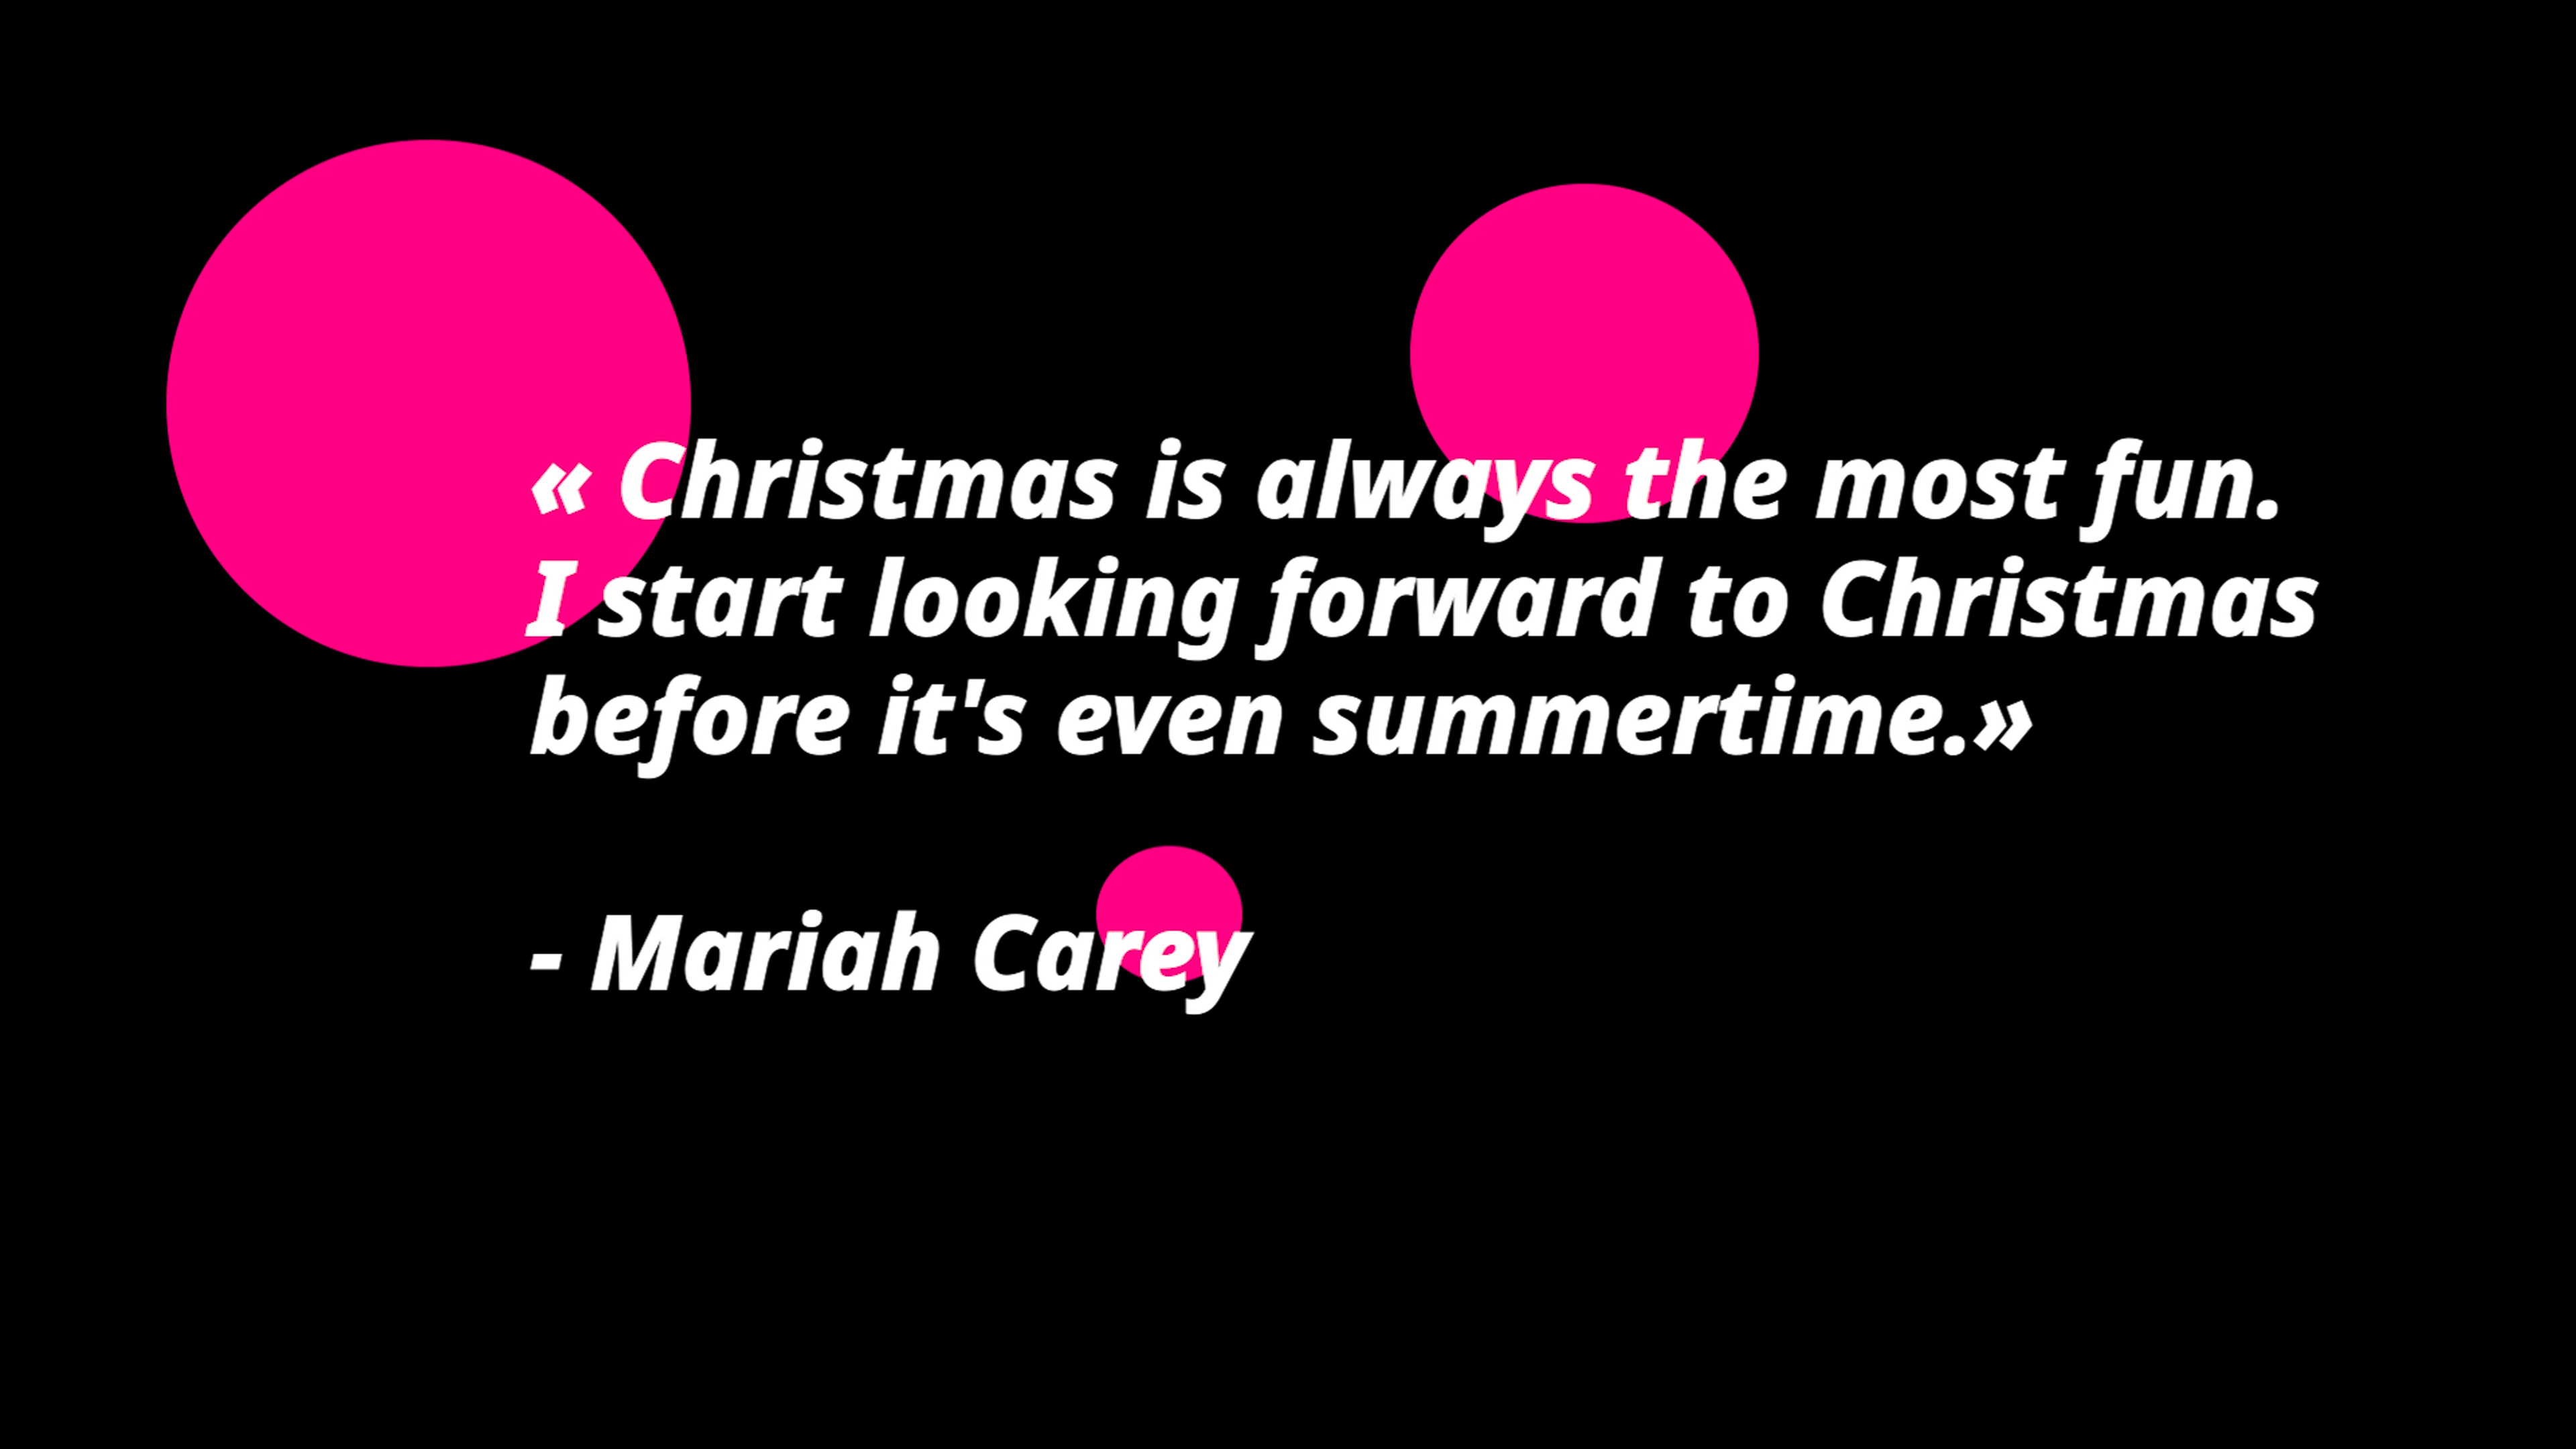 « Christmas is always the most fun.
I start looking forward to Christmas
before it's even summertime.»
- Mariah Carey